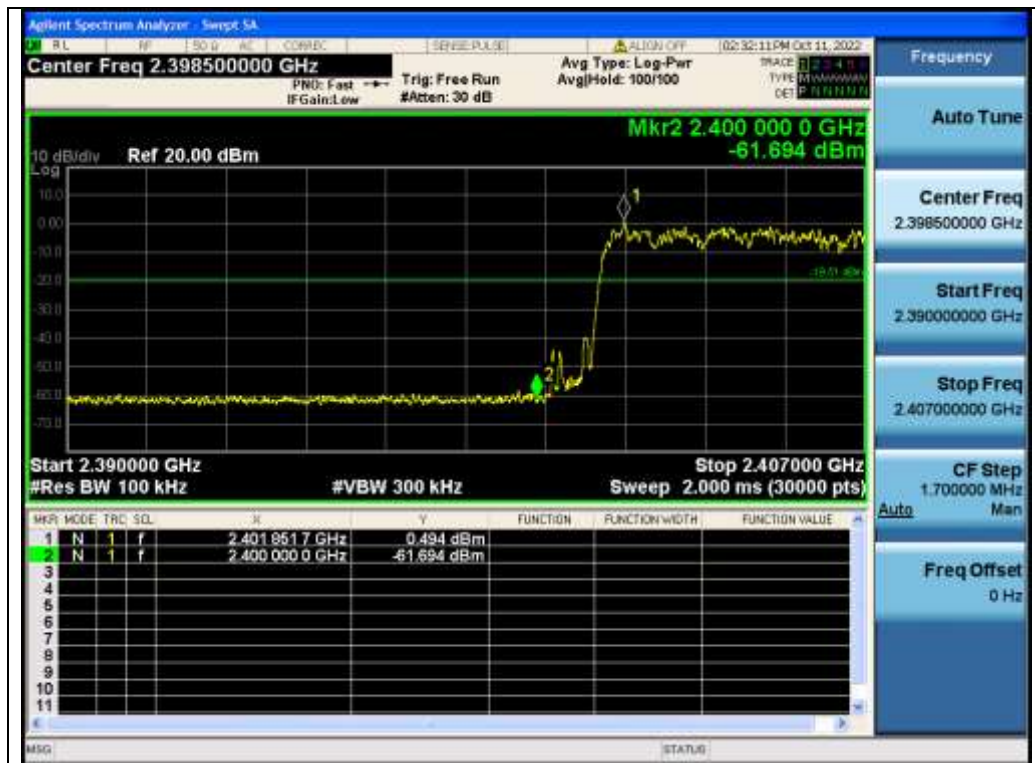 Agilent Spectrum Analyzer - Swept SA
RL RF 50 Ω AC CORREC SENSE:PULSE ALIGN OFF 02:32:11 PM Oct 11, 2022
Center Freq 2.398500000 GHz
PNO: Fast
IFGain:Low
Trig: Free Run
#Atten: 30 dB
Avg Type: Log-Pwr
Avg|Hold: 100/100
TRACE 1 2 3 4 5 6
TYPE M
DET P N N N N N
Mkr2 2.400 000 0 GHz
-61.694 dBm
10 dB/div Ref 20.00 dBm
Log
10.0
0.00
-10.0
-20.0
-30.0
-40.0
-50.0
-60.0
-70.0
1
2
Start 2.390000 GHz
Stop 2.407000 GHz
#Res BW 100 kHz #VBW 300 kHz Sweep 2.000 ms (30000 pts)
MKR MODE TRC SCL X Y FUNCTION FUNCTION WIDTH FUNCTION VALUE
1 N 1 f 2.401 851 7 GHz 0.494 dBm
2 N 1 f 2.400 000 0 GHz -61.694 dBm
3
4
5
6
7
8
9
10
11
MSG STATUS
Frequency
Auto Tune
Center Freq
2.398500000 GHz
Start Freq
2.390000000 GHz
Stop Freq
2.407000000 GHz
CF Step
1.700000 MHz
Auto Man
Freq Offset
0 Hz